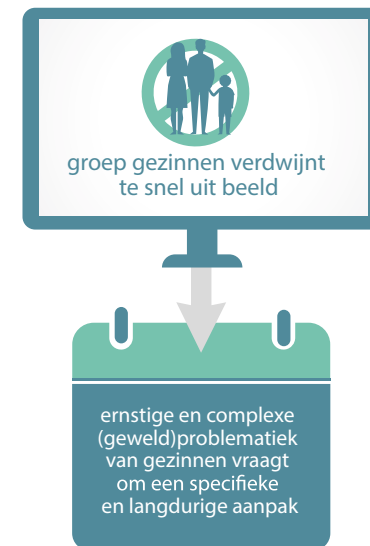 groep gezinnen verdwijnt
te snel uit beeld
ernstige en complexe
(geweld)problematiek
van gezinnen vraagt
om een specifieke
en langdurige aanpak